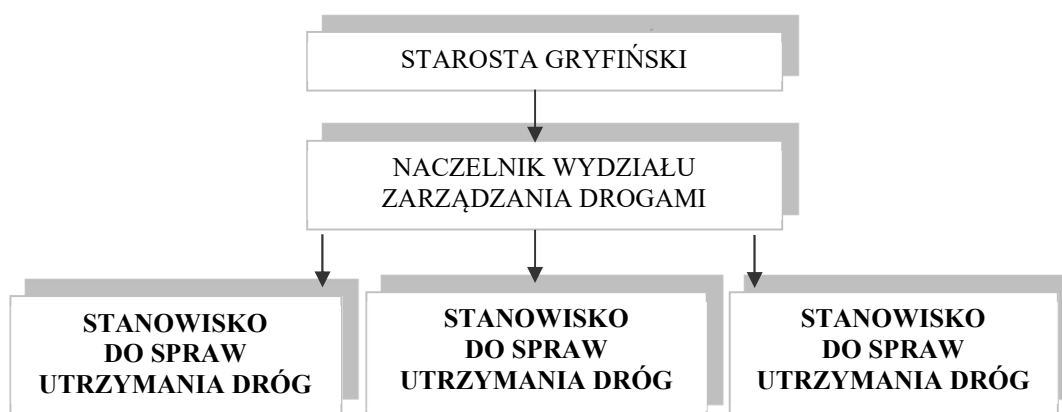 STAROSTA GRYFIŃSKI
NACZELNIK WYDZIAŁU
ZARZĄDZANIA DROGAMI
STANOWISKO
DO SPRAW
UTRZYMANIA DRÓG
STANOWISKO
DO SPRAW
UTRZYMANIA DRÓG
STANOWISKO
DO SPRAW
UTRZYMANIA DRÓG